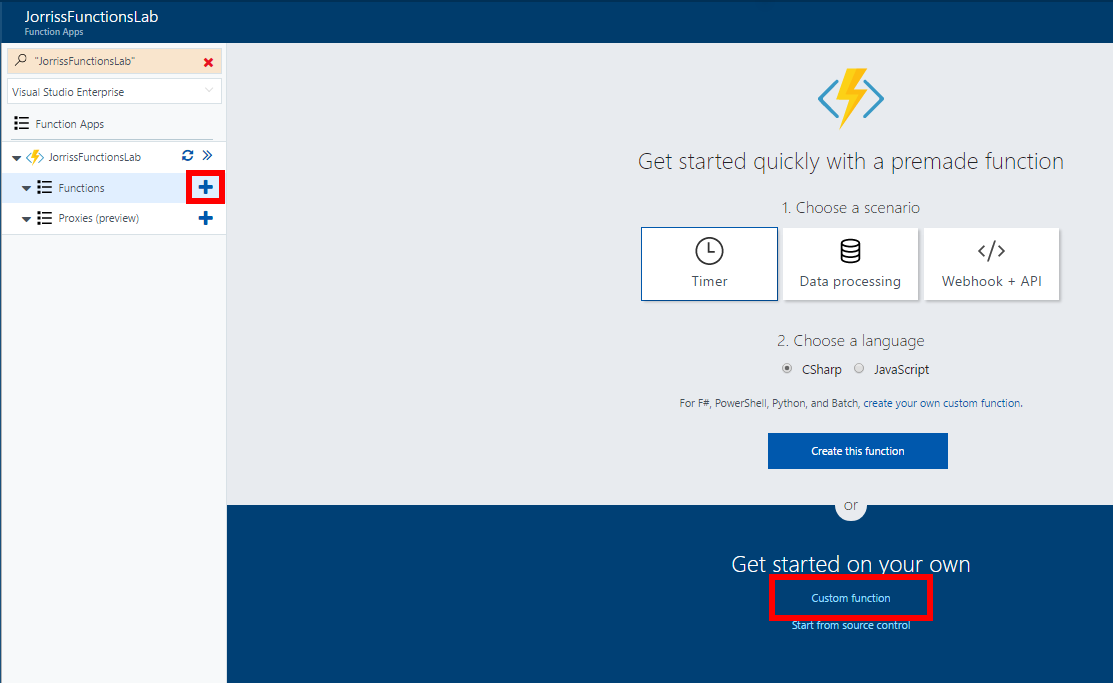 JorrissFunctionsLab
Function Apps
"JorrissFunctionsLab"
Visual Studio Enterprise
Function Apps
JorrissFunctionsLab
Functions
Proxies (preview)
Get started quickly with a premade function
1. Choose a scenario
Timer
Data processing
Webhook + API
2. Choose a language
CSharp
JavaScript
For F#, PowerShell, Python, and Batch, create your own custom function.
Create this function
or
Get started on your own
Custom function
Start from source control